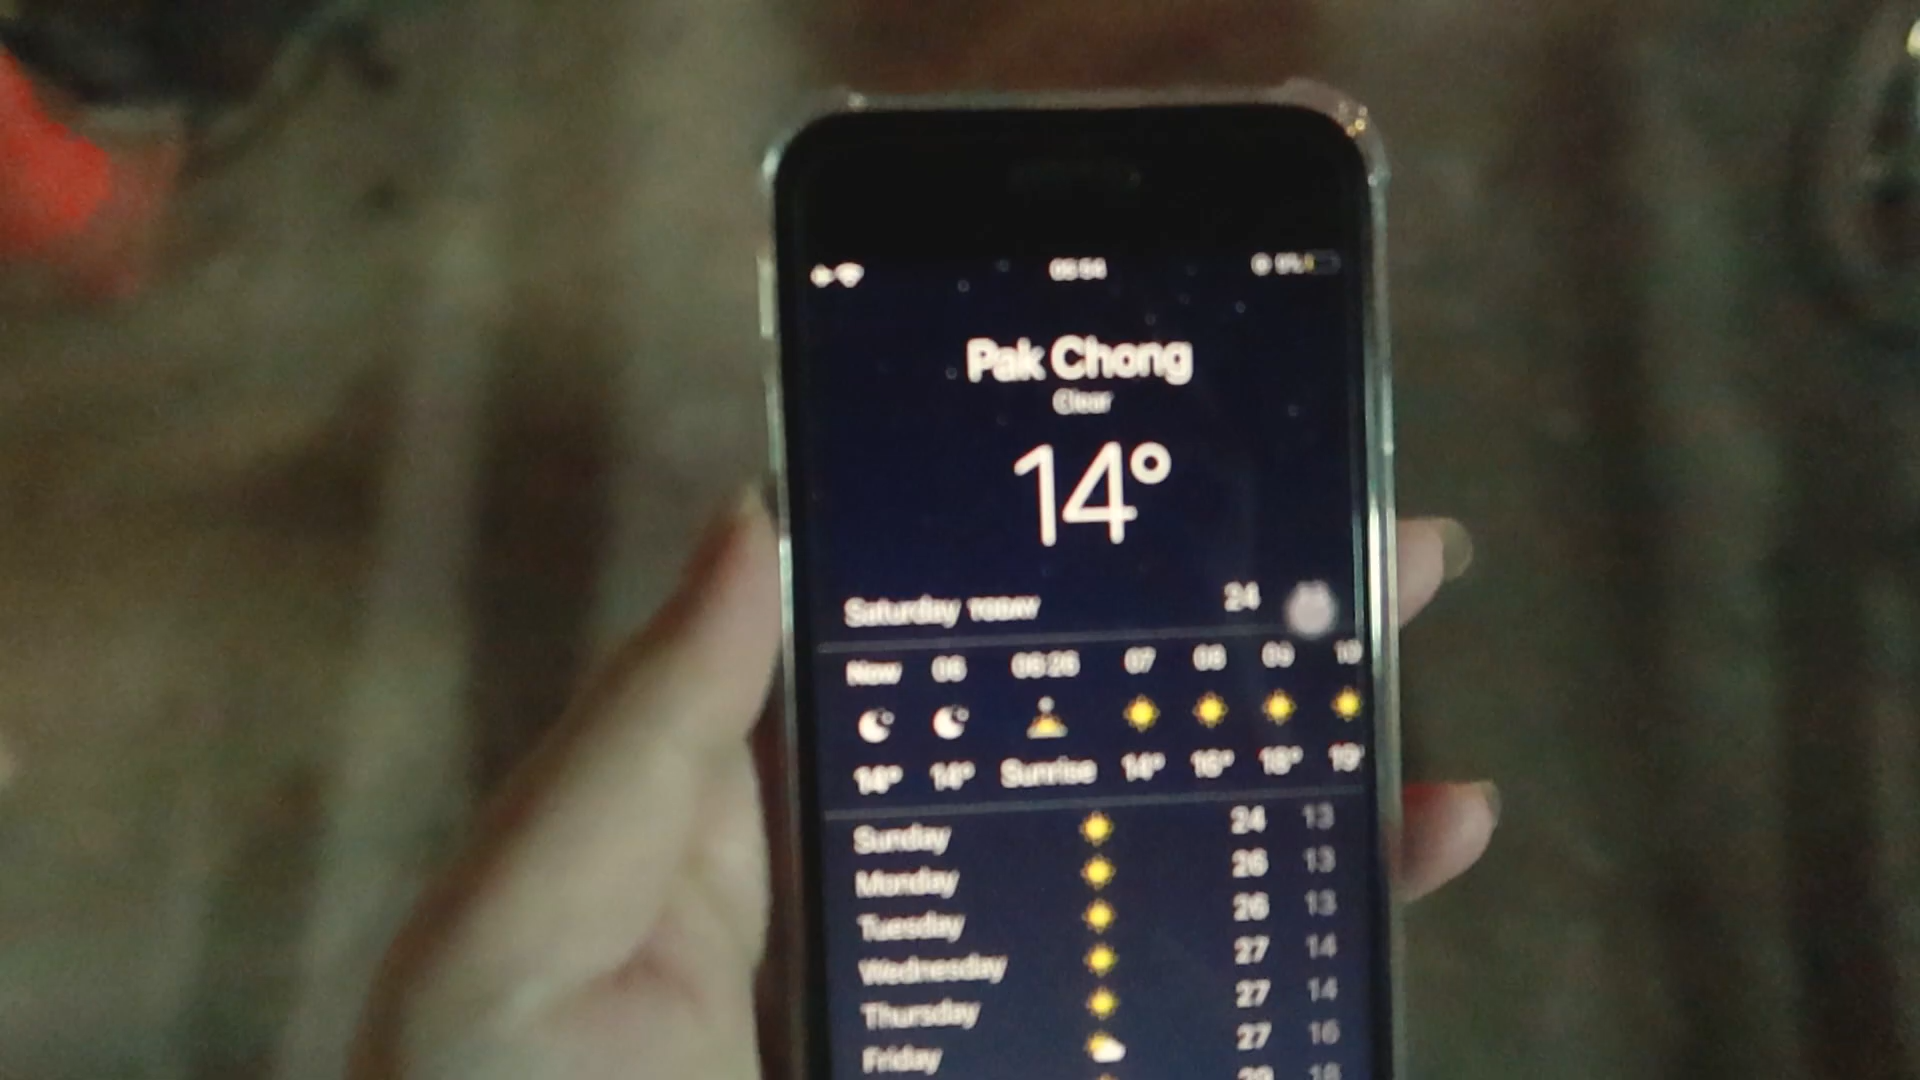 05:54
Pak Chong
Clear
14°
Saturday TODAY 24
Now 06 06:26 07 08 09 10
14° 14° Sunrise 14° 16° 18° 19°
Sunday 24 13
Monday 26 13
Tuesday 26 13
Wednesday 27 14
Thursday 27 14
Friday 27 16